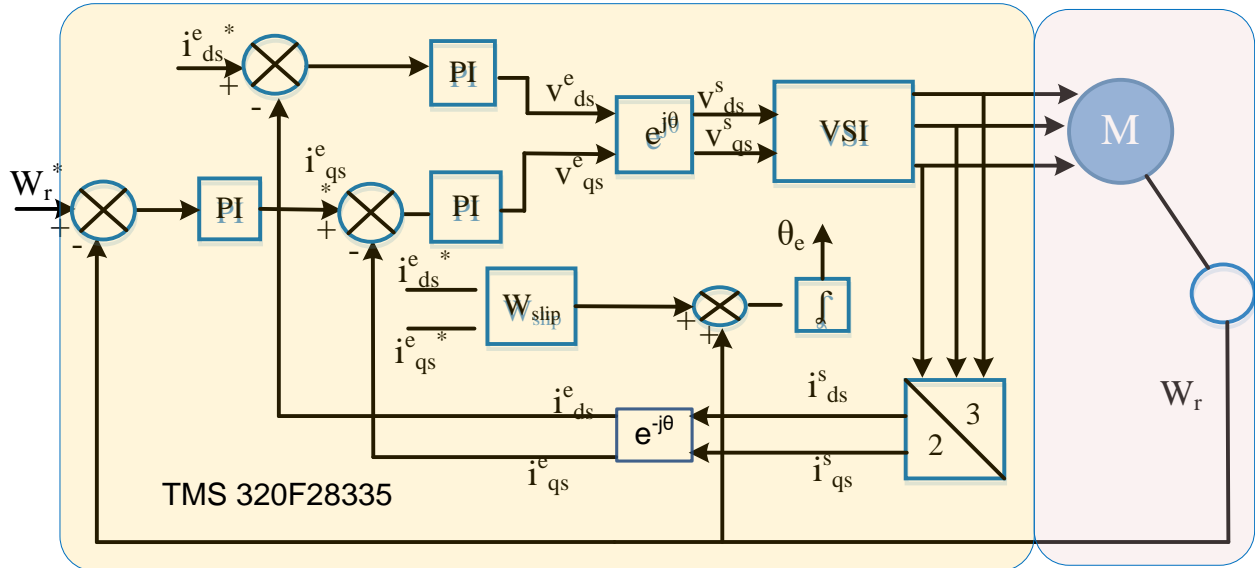 i^e_ds*
+
-
PI
v^e_ds
v^e_qs
e^jθ
v^s_ds
v^s_qs
VSI
M
W_r*
+
-
PI
i^e_qs*
+
-
PI
θ_e
i^e_ds*
i^e_qs*
W_slip
+
+
∫
i^e_ds
i^e_qs
e^-jθ
i^s_ds
i^s_qs
3
2
W_r
TMS 320F28335